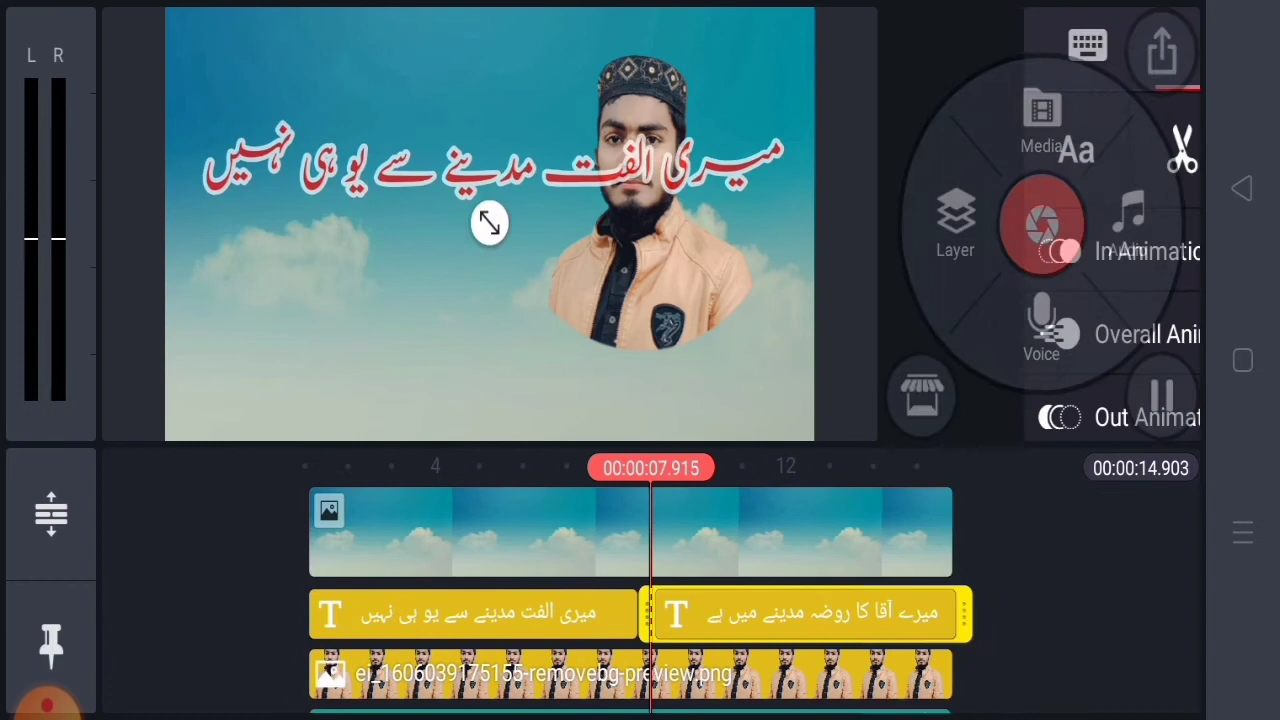 L R
میری الفت مدینے سے یو ہی نہیں
Media
Aa
Layer
Audio
In Animatic
Overall Ani
Voice
Out Animat
4
00:00:07.915
12
00:00:14.903
T میری الفت مدینے سے یو ہی نہیں
T میرے آقا کا روضہ مدینے میں ہے
ei_1606039175155-removebg-preview.png